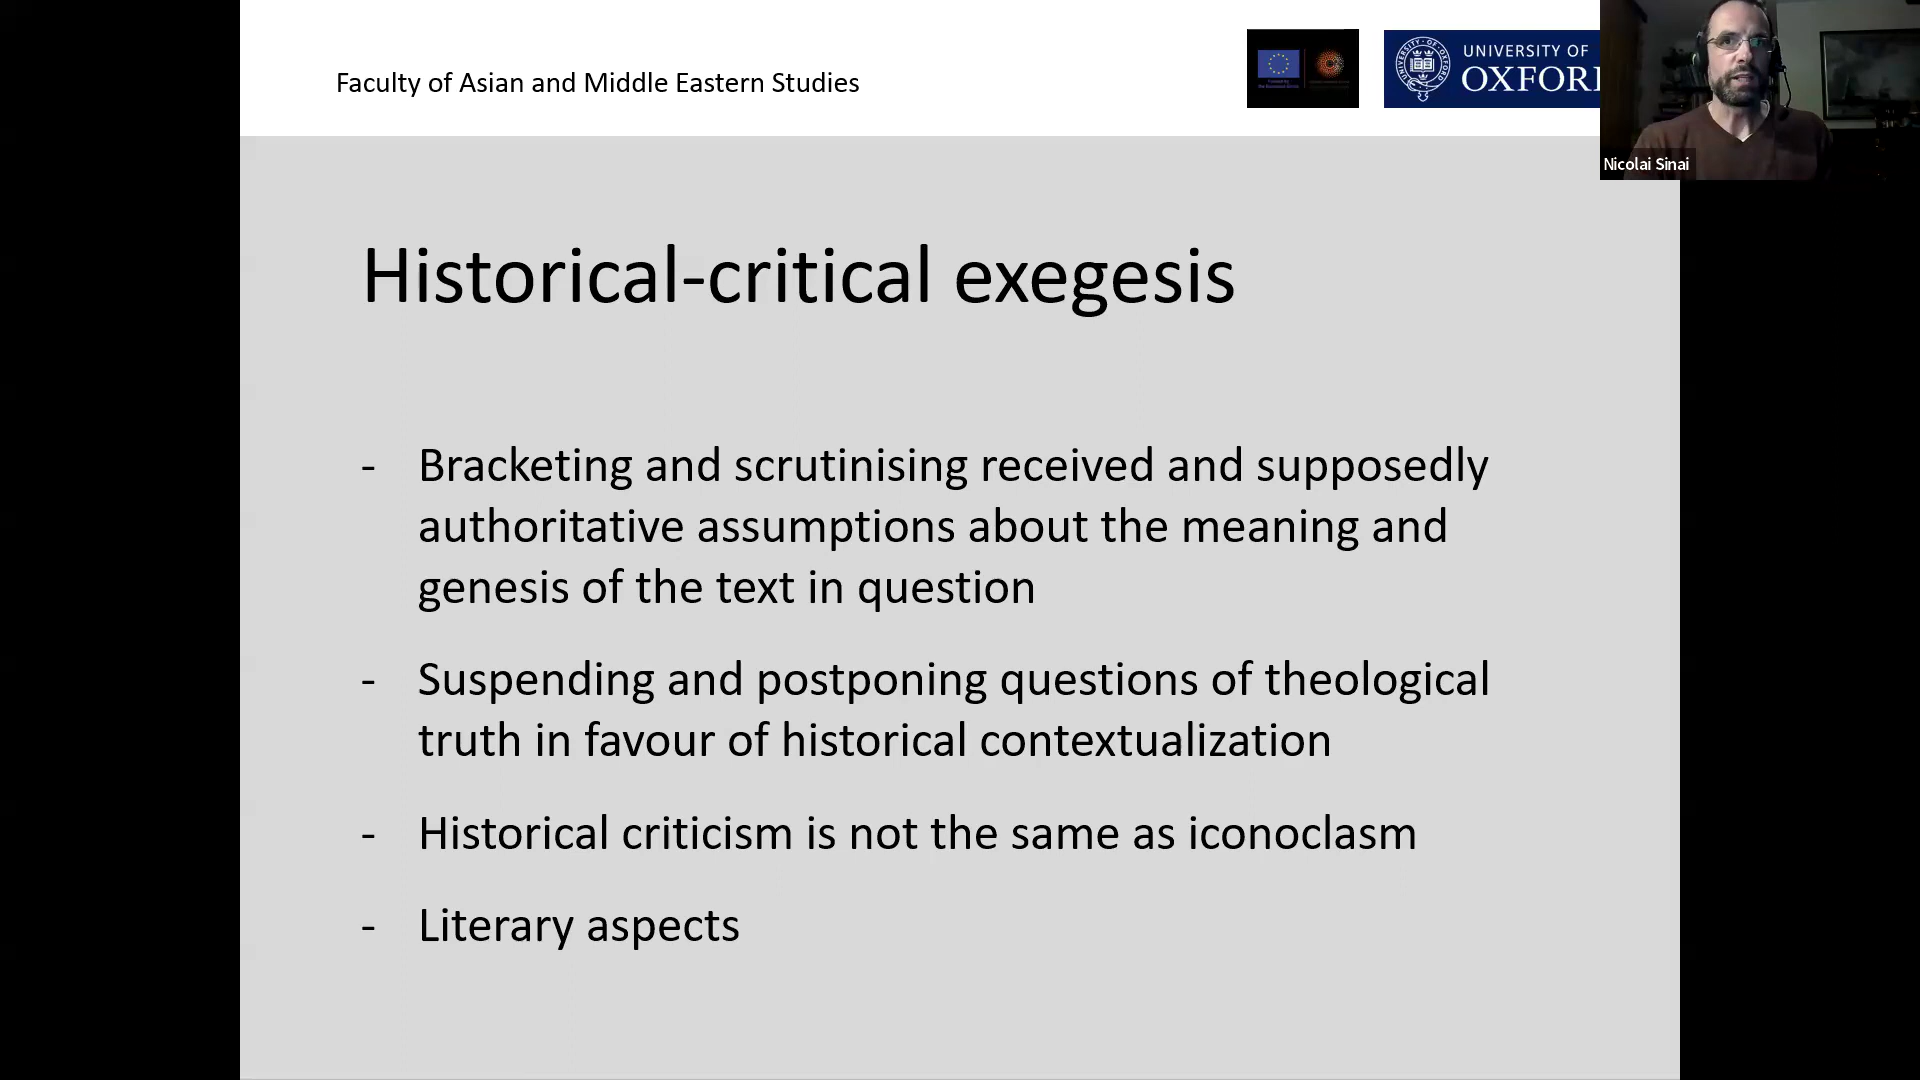 Faculty of Asian and Middle Eastern Studies
UNIVERSITY OF
OXFOR
Nicolai Sinai
Historical-critical exegesis
- Bracketing and scrutinising received and supposedly
authoritative assumptions about the meaning and
genesis of the text in question
- Suspending and postponing questions of theological
truth in favour of historical contextualization
- Historical criticism is not the same as iconoclasm
- Literary aspects